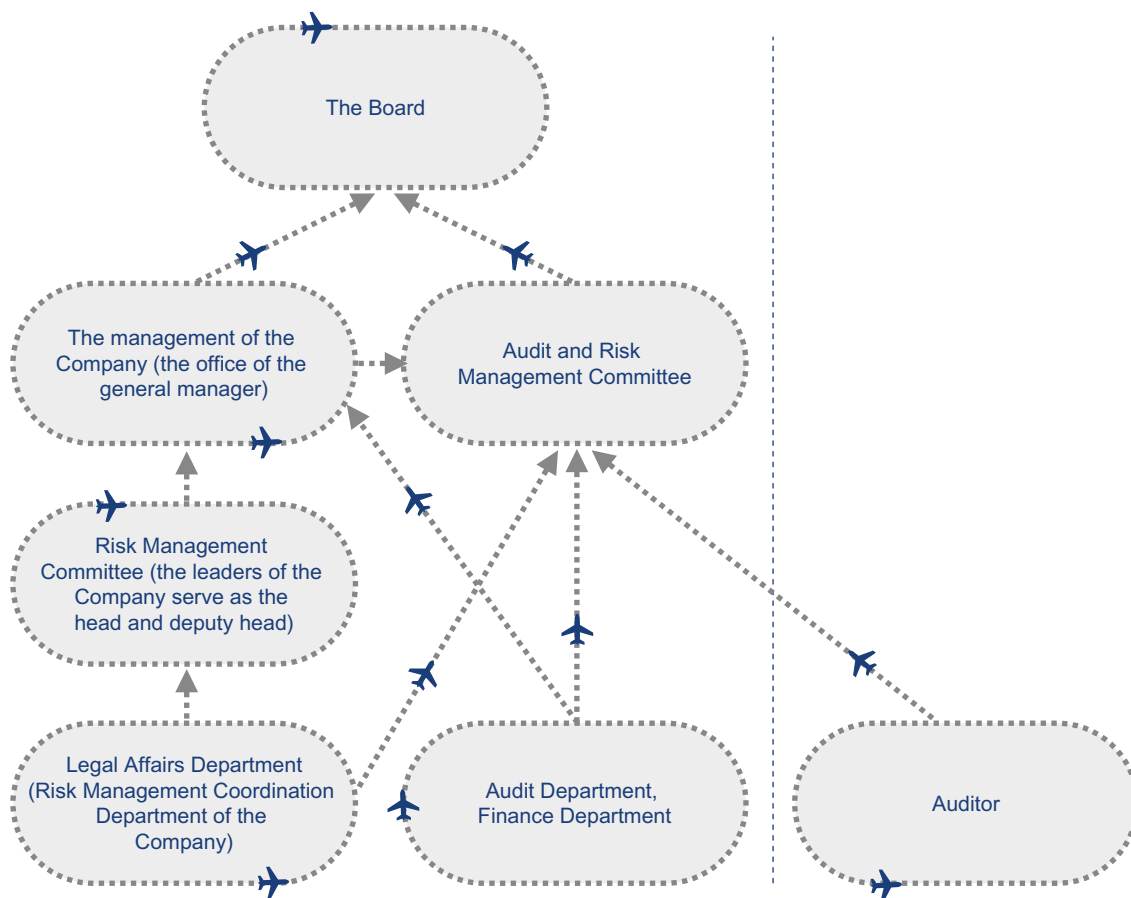 The Board
The management of the
Company (the office of the
general manager)
Audit and Risk
Management Committee
Risk Management
Committee (the leaders of the
Company serve as the
head and deputy head)
Legal Affairs Department
(Risk Management Coordination
Department of the
Company)
Audit Department,
Finance Department
Auditor